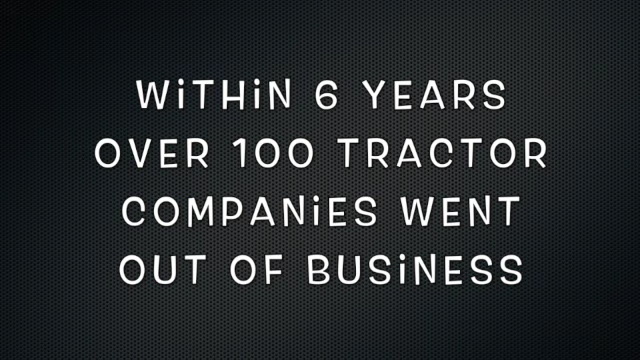 WiTHiN 6 YEARS
OVER 100 TRACTOR
COMPANiES WENT
OUT OF BUSiNESS